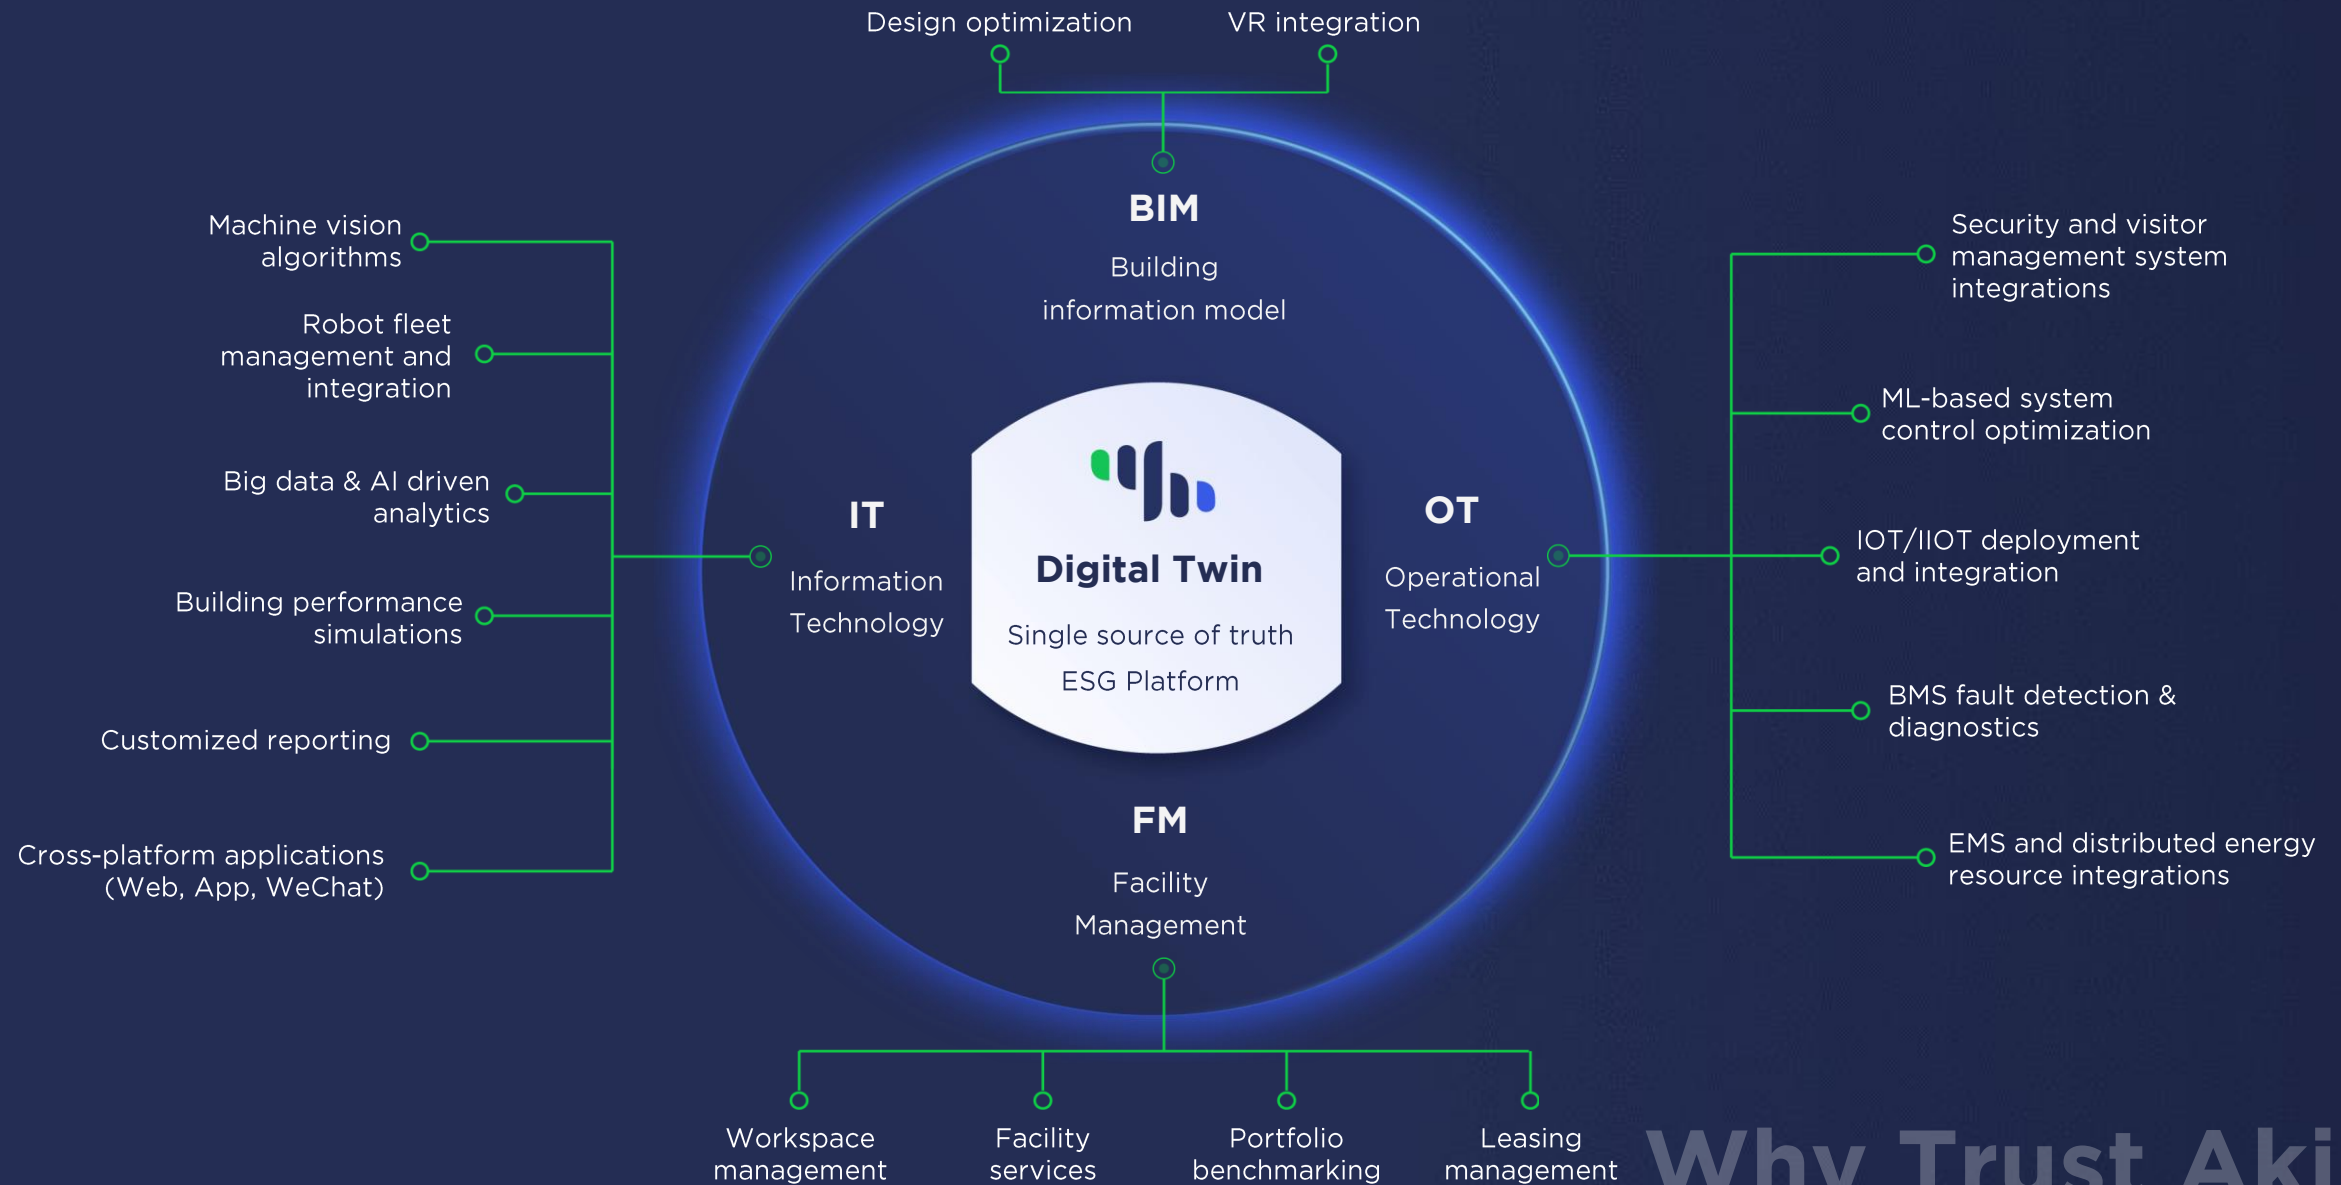 Design optimization
VR integration
BIM
Building
information model
Machine vision
algorithms
Robot fleet
management and
integration
Big data & AI driven
analytics
Building performance
simulations
Customized reporting
Cross-platform applications
(Web, App, WeChat)
IT
Information
Technology
Digital Twin
Single source of truth
ESG Platform
OT
Operational
Technology
Security and visitor
management system
integrations
ML-based system
control optimization
IOT/IIOT deployment
and integration
BMS fault detection &
diagnostics
EMS and distributed energy
resource integrations
FM
Facility
Management
Workspace
management
Facility
services
Portfolio
benchmarking
Leasing
management
Why Trust Aki